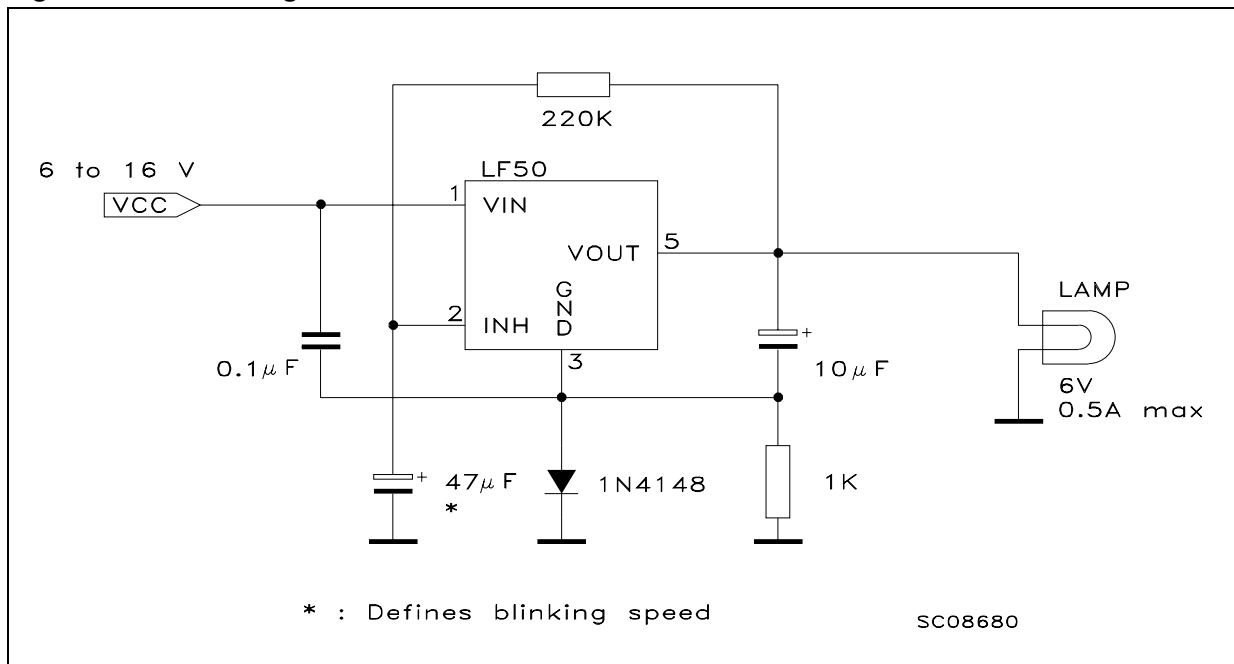 220K
6 to 16 V
LF50
VCC
1
VIN
VOUT
5
GND
LAMP
2
INH
3
0.1µF
10µF
6V
0.5A max
+
+
47µF
*
1N4148
1K
* : Defines blinking speed
SC08680